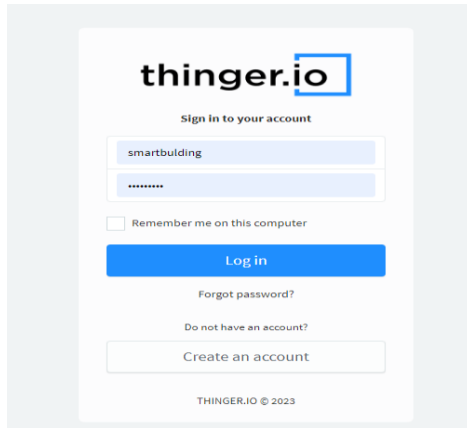 thinger.io
Sign in to your account
smartbulding
•••••••••
Remember me on this computer
Log in
Forgot password?
Do not have an account?
Create an account
THINGER.IO © 2023